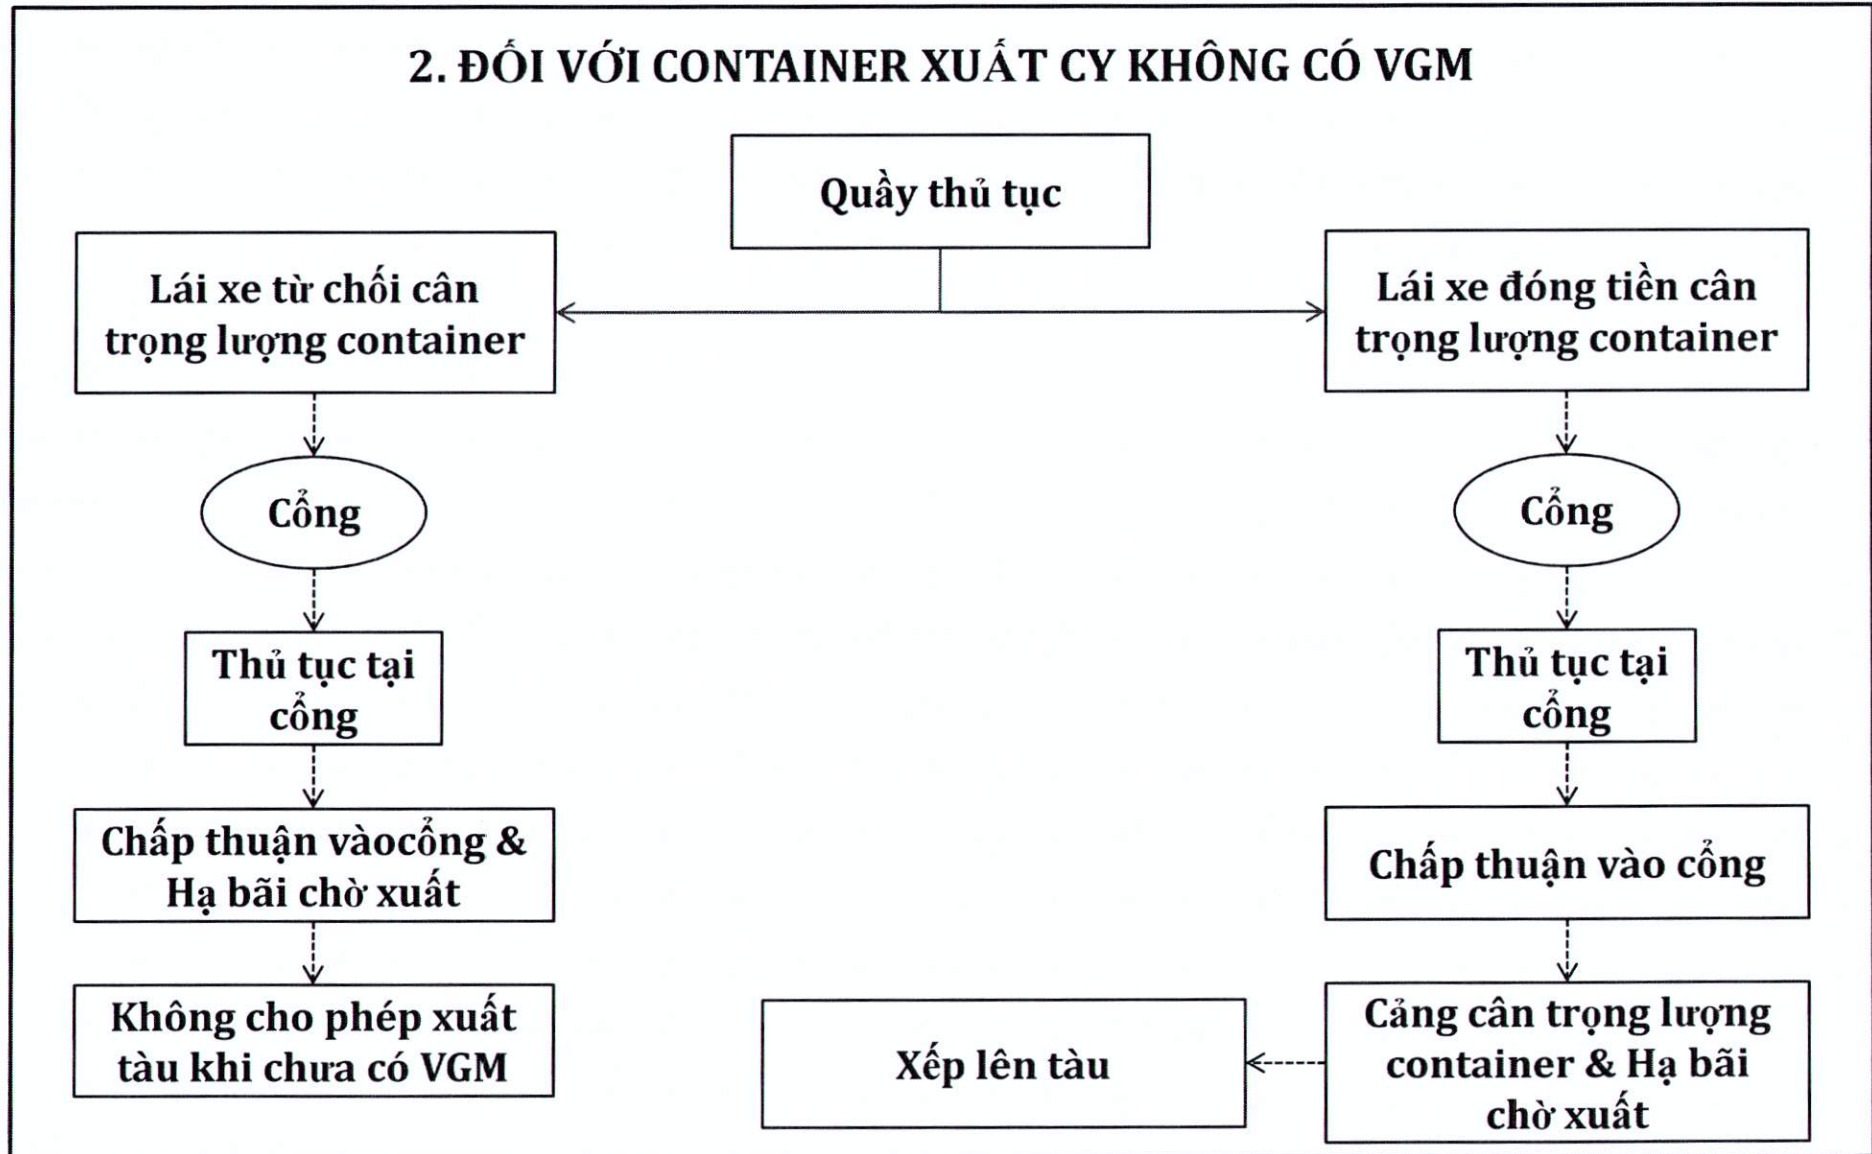 2. ĐỐI VỚI CONTAINER XUẤT CY KHÔNG CÓ VGM
Quầy thủ tục
Lái xe từ chối cân
trọng lượng container
Lái xe đóng tiền cân
trọng lượng container
Cổng
Cổng
Thủ tục tại
cổng
Thủ tục tại
cổng
Chấp thuận vàocổng &
Hạ bãi chờ xuất
Chấp thuận vào cổng
Không cho phép xuất
tàu khi chưa có VGM
Xếp lên tàu
Cảng cân trọng lượng
container & Hạ bãi
chờ xuất